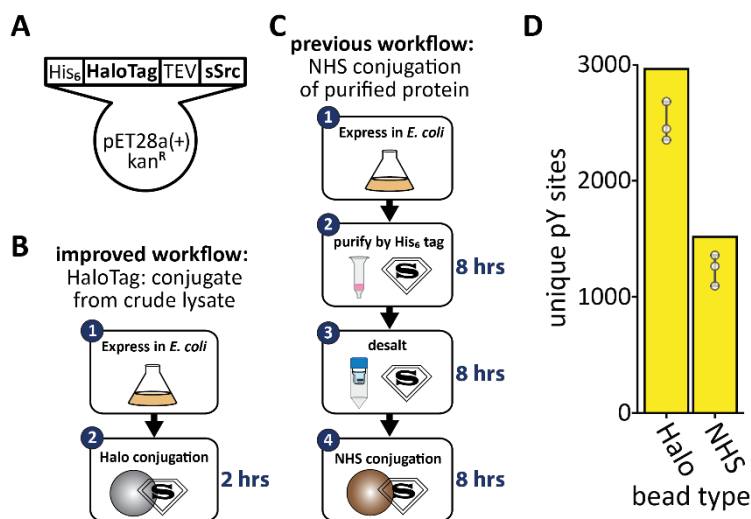 A
His₆ HaloTag TEV sSrc
pET28a(+)
kanᴿ
B
improved workflow:
HaloTag: conjugate
from crude lysate
1
Express in E. coli
2
Halo conjugation
S
2 hrs
C
previous workflow:
NHS conjugation
of purified protein
1
Express in E. coli
2
purify by His₆ tag
S
8 hrs
3
desalt
S
8 hrs
4
NHS conjugation
S
8 hrs
D
unique pY sites
3000
2000
1000
0
Halo
NHS
bead type